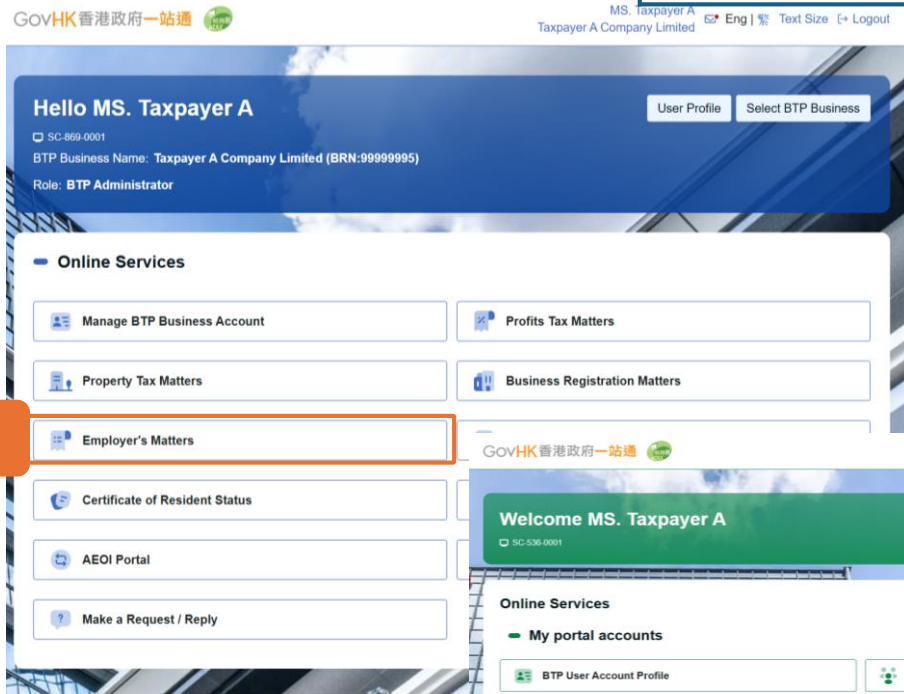 GovHK香港政府一站通
MS. Taxpayer A
Taxpayer A Company Limited
Eng | 繁 Text Size Logout
Hello MS. Taxpayer A
SC-869-0001
BTP Business Name: Taxpayer A Company Limited (BRN:99999995)
Role: BTP Administrator
User Profile Select BTP Business
Online Services
Manage BTP Business Account
Profits Tax Matters
Property Tax Matters
Business Registration Matters
Employer's Matters
Certificate of Resident Status
AEOI Portal
Make a Request / Reply
GovHK香港政府一站通
Welcome MS. Taxpayer A
SC-536-0001
Online Services
My portal accounts
BTP User Account Profile